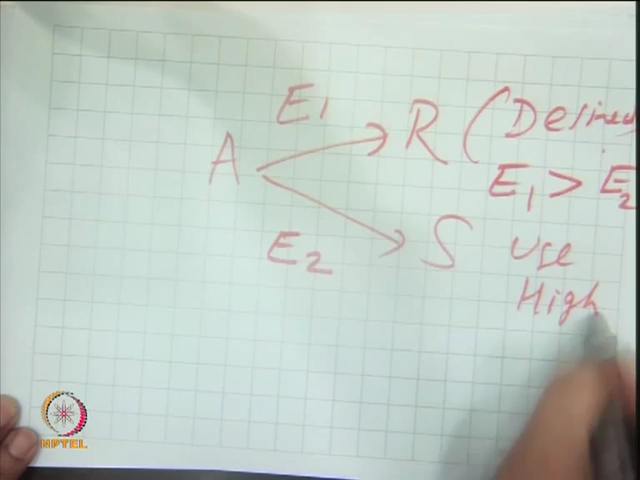 E1
A R (Desired
E1 > E2
E2 S Use
High
NPTEL